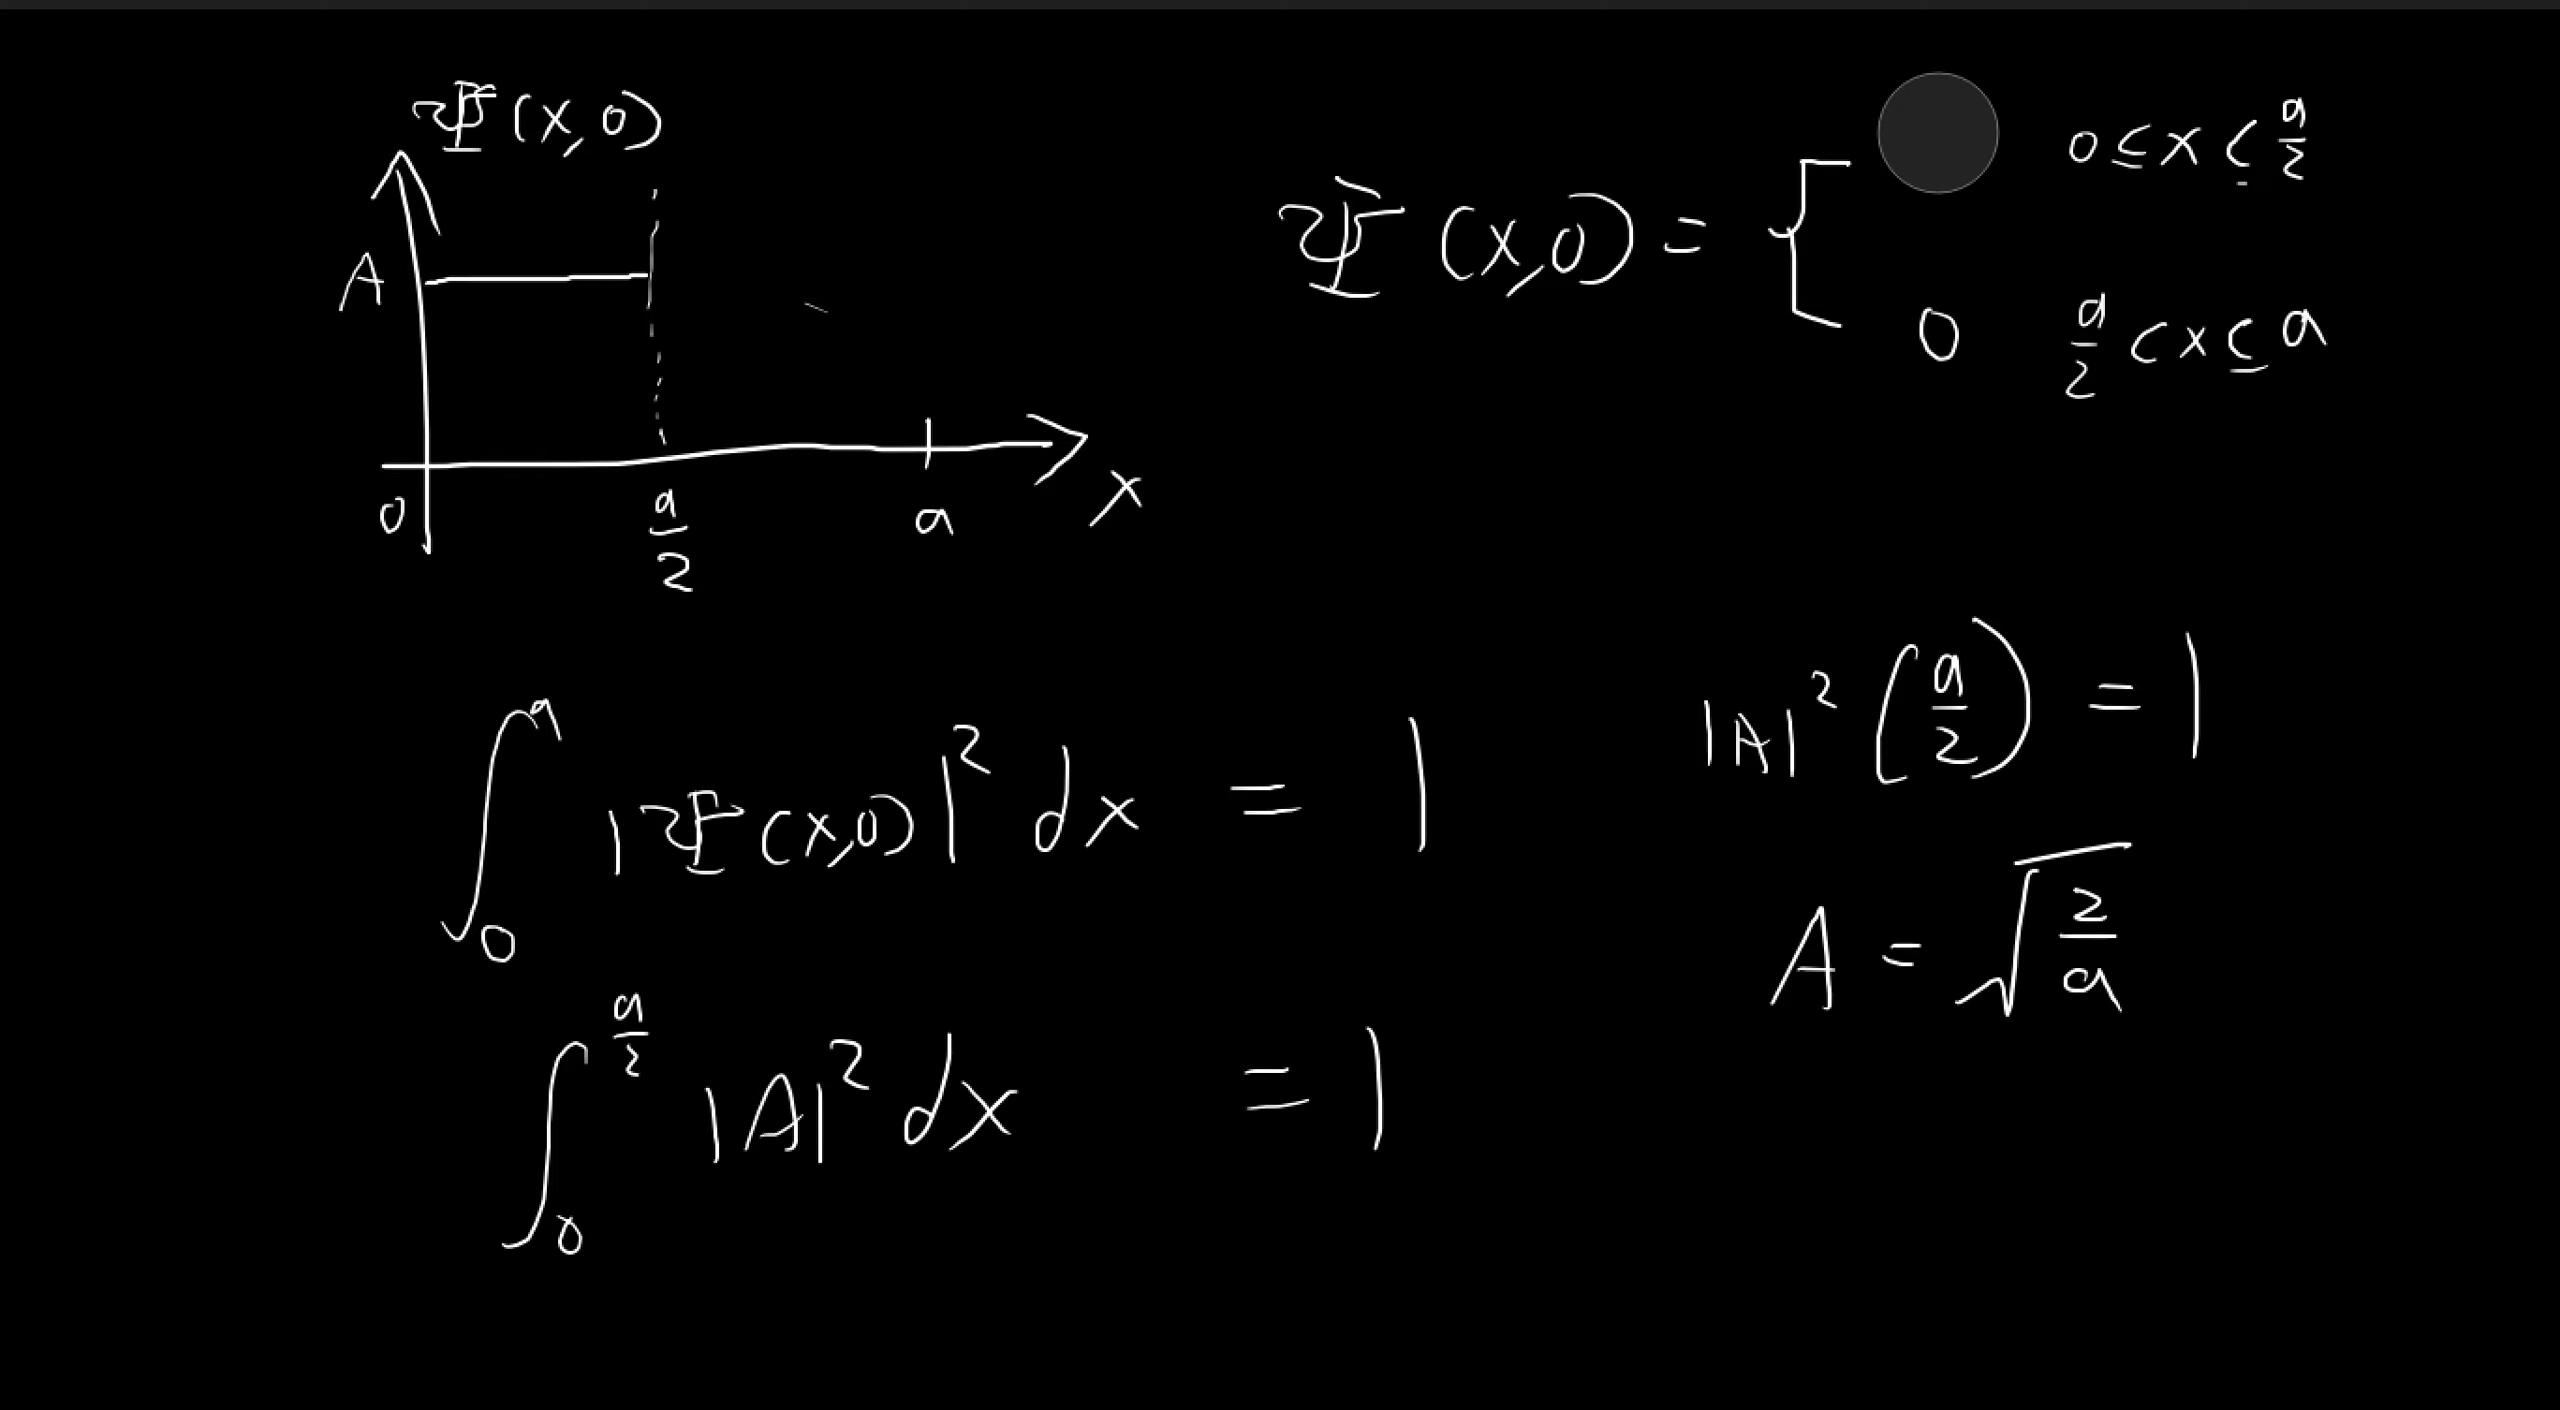 Ψ(x,0)
A
0 a/2 a x
Ψ(x,0) = { 0 ≤ x ≤ a/2
0 a/2 < x ≤ a
∫₀ᵃ |Ψ(x,0)|² dx = 1
∫₀^(a/2) |A|² dx = 1
|A|² (a/2) = 1
A = √(2/a)